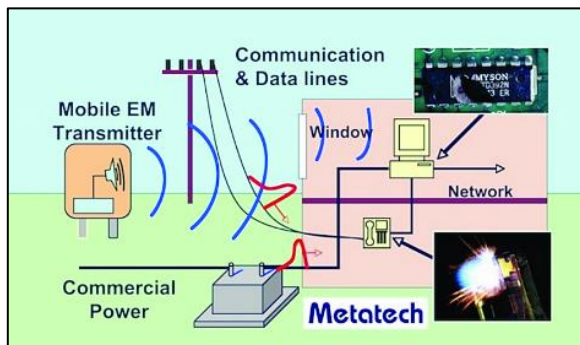 Communication
& Data lines
Mobile EM
Transmitter
Window
MYSON
Network
Commercial
Power
Metatech